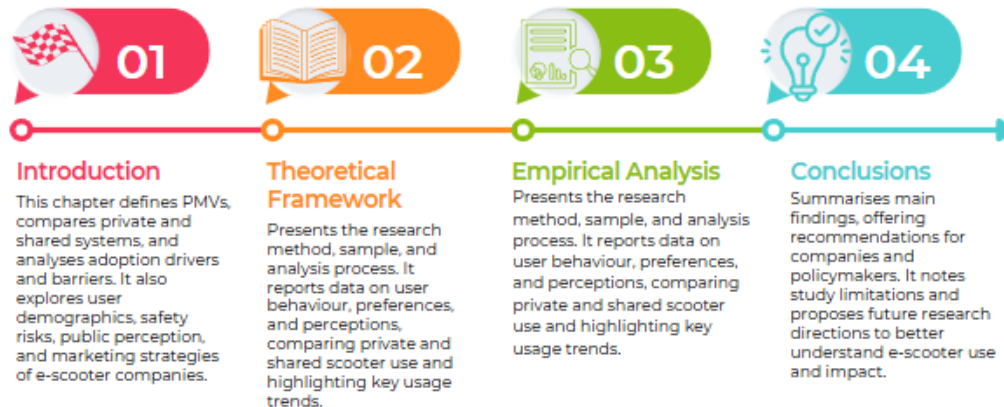 01
Introduction
This chapter defines PMVs,
compares private and
shared systems, and
analyses adoption drivers
and barriers. It also
explores user
demographics, safety
risks, public perception,
and marketing strategies
of e-scooter companies.
02
Theoretical
Framework
Presents the research
method, sample, and
analysis process. It
reports data on user
behaviour, preferences,
and perceptions,
comparing private and
shared scooter use and
highlighting key usage
trends.
03
Empirical Analysis
Presents the research
method, sample, and analysis
process. It reports data on
user behaviour, preferences,
and perceptions, comparing
private and shared scooter
use and highlighting key
usage trends.
04
Conclusions
Summarises main
findings, offering
recommendations for
companies and
policymakers. It notes
study limitations and
proposes future research
directions to better
understand e-scooter use
and impact.